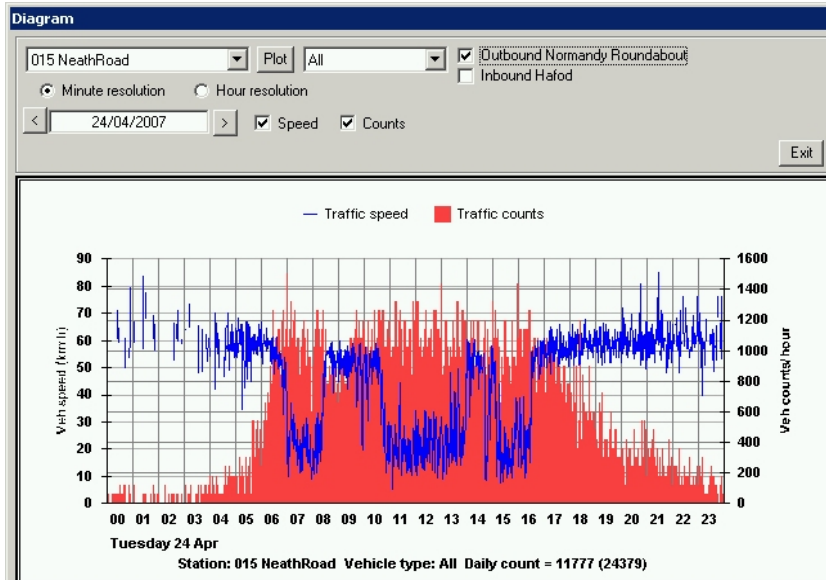 Diagram
015 NeathRoad Plot All Outbound Normandy Roundabout
Inbound Hafod
Minute resolution Hour resolution
< 24/04/2007 > Speed Counts
Exit
Traffic speed Traffic counts
90 1600
80 1400
70 1200
60 1000
50 800
40 600
30 400
20 200
10 0
0
Veh speed (km h)
Veh counts/hour
00 01 02 03 04 05 06 07 08 09 10 11 12 13 14 15 16 17 18 19 20 21 22 23
Tuesday 24 Apr
Station: 015 NeathRoad Vehicle type: All Daily count = 11777 (24379)